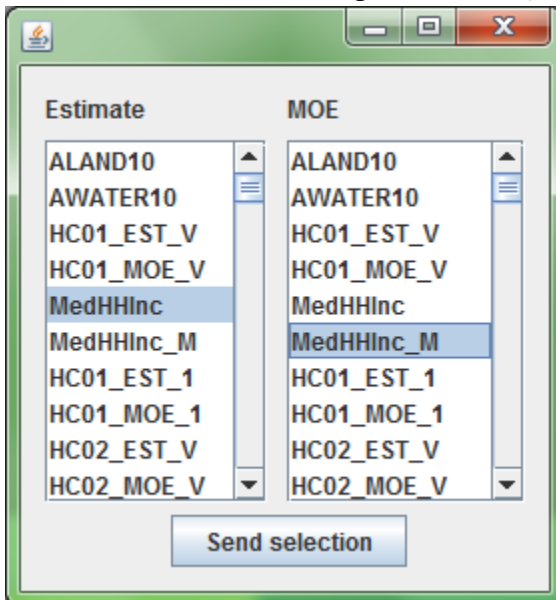 Estimate
ALAND10
AWATER10
HC01_EST_V
HC01_MOE_V
MedHHInc
MedHHInc_M
HC01_EST_1
HC01_MOE_1
HC02_EST_V
HC02_MOE_V
MOE
ALAND10
AWATER10
HC01_EST_V
HC01_MOE_V
MedHHInc
MedHHInc_M
HC01_EST_1
HC01_MOE_1
HC02_EST_V
HC02_MOE_V
Send selection